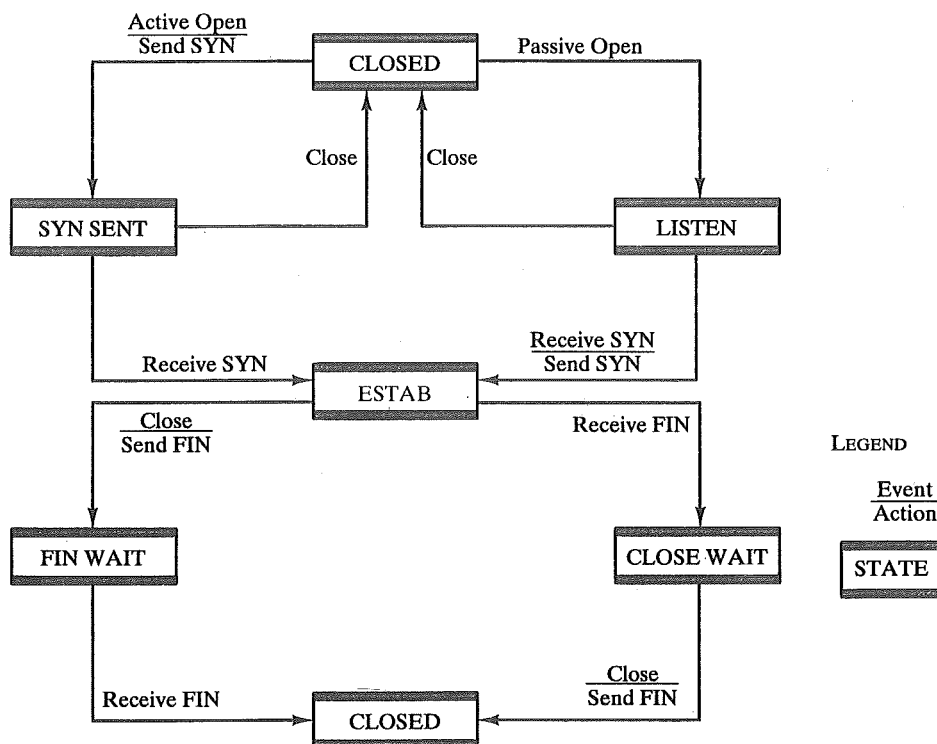 Active Open
Send SYN
CLOSED
Passive Open
Close
Close
SYN SENT
LISTEN
Receive SYN
Receive SYN
Send SYN
ESTAB
Close
Send FIN
Receive FIN
LEGEND
Event
Action
FIN WAIT
CLOSE WAIT
STATE
Receive FIN
Close
Send FIN
CLOSED